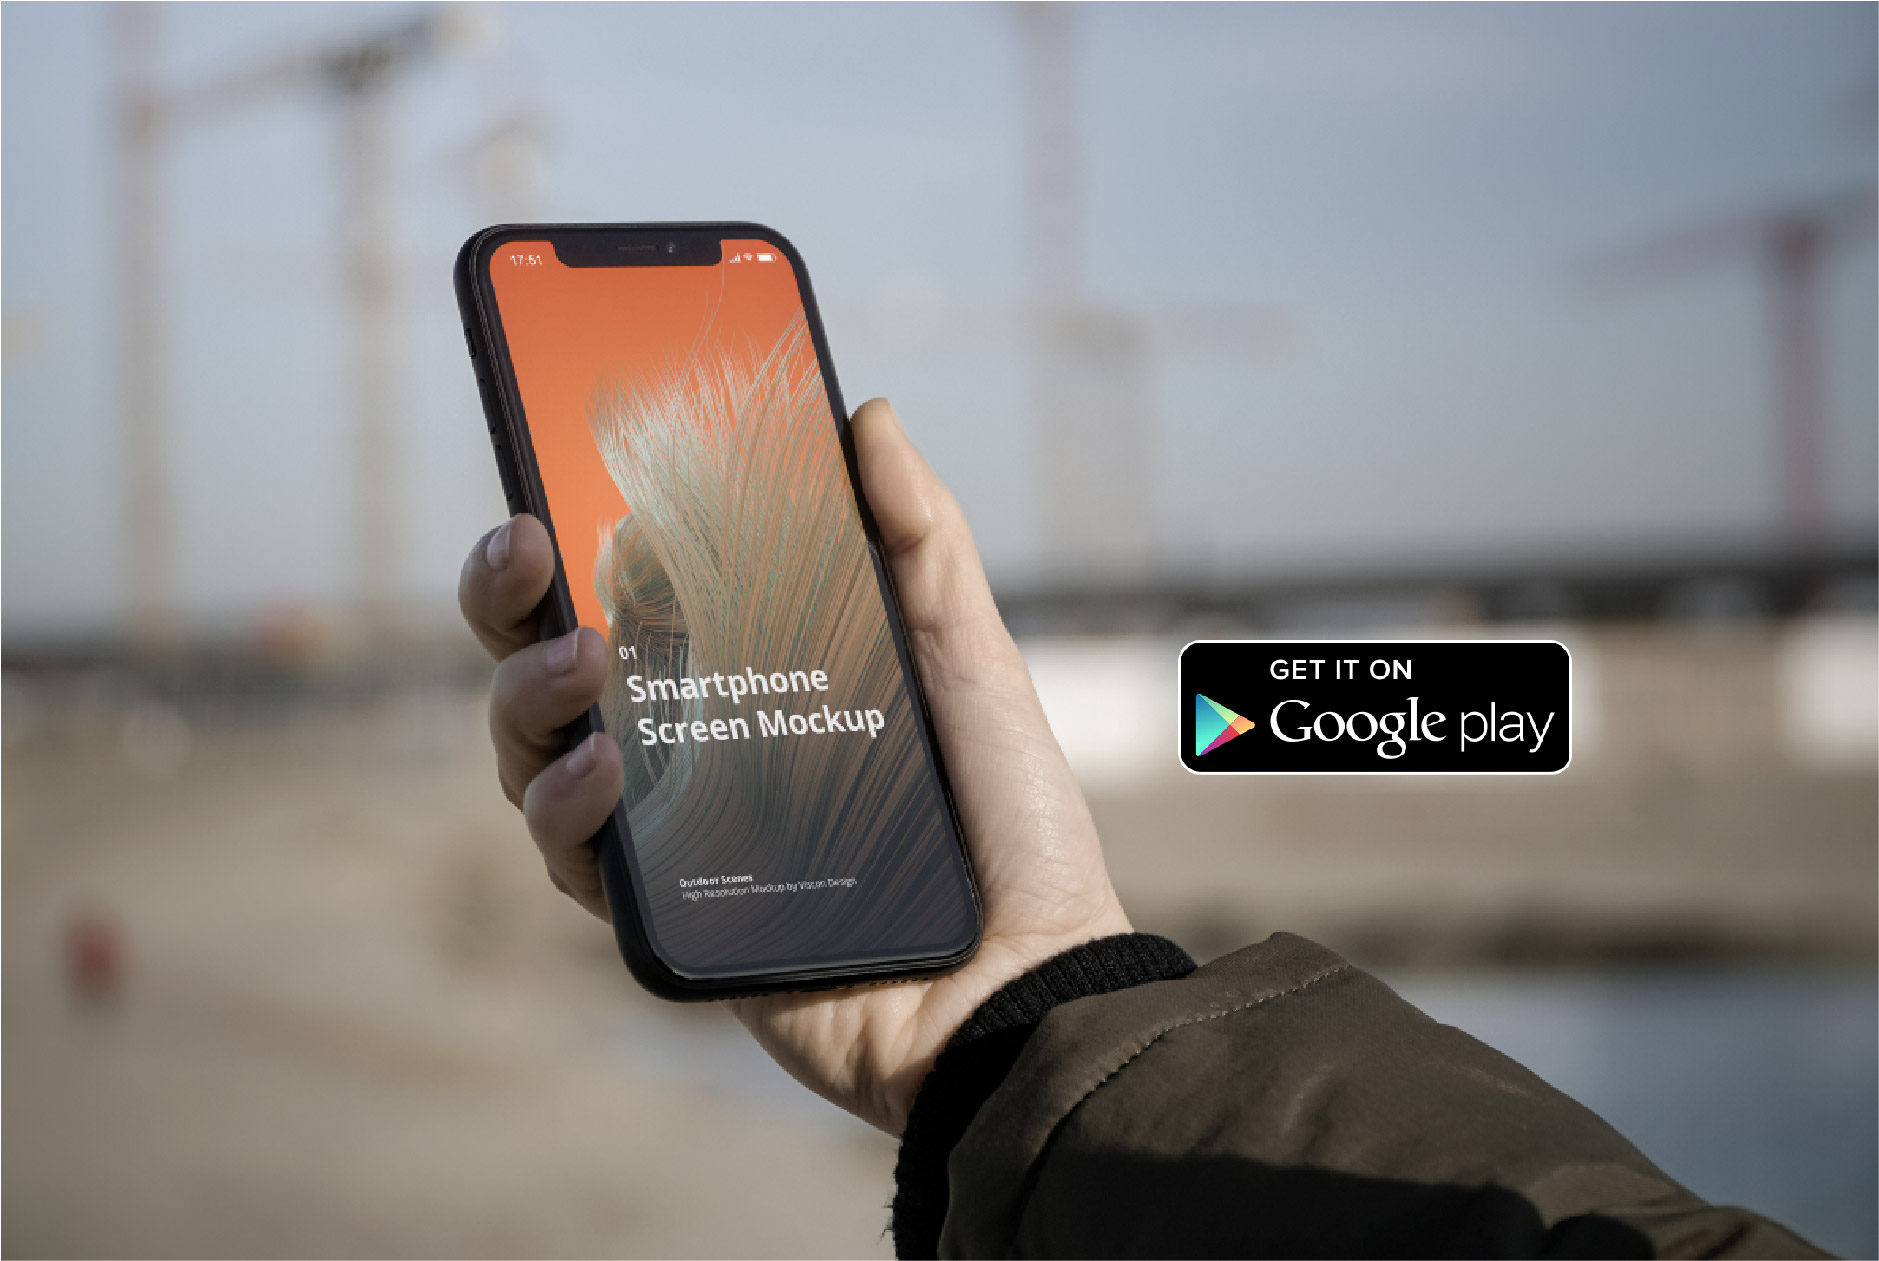 17:51
01
Smartphone
Screen Mockup
Outdoor Scenes
High Resolution Mockup by Viscon Design
GET IT ON
Google play